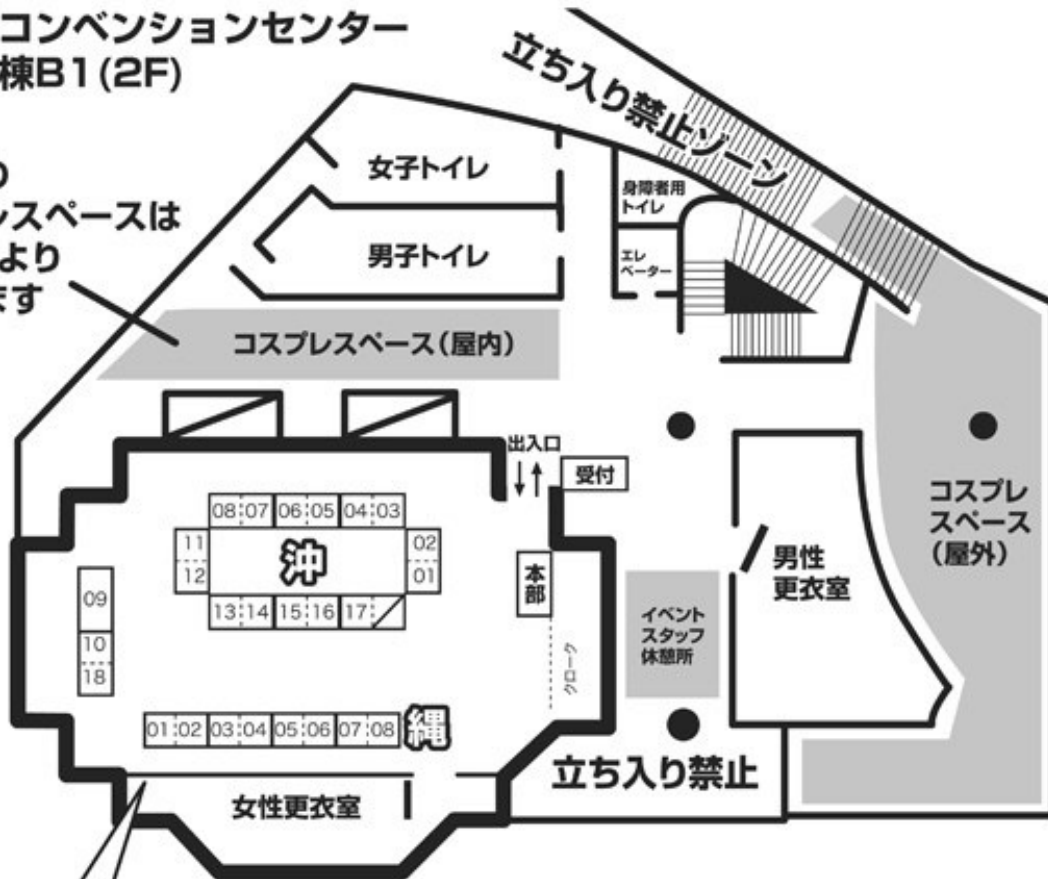 コンベンションセンター
棟B1(2F)
レスペースは
より
ます
立ち入り禁止ゾーン
女子トイレ
男子トイレ
身障者用
トイレ
エレ
ベーター
コスプレスペース(屋内)
出入口
受付
08 07 06 05 04 03
11
12
沖
02
01
13 14 15 16 17
09
10
18
本
部
クローク
01 02 03 04 05 06 07 08
縄
女性更衣室
イベント
スタッフ
休憩所
男性
更衣室
コスプレ
スペース
(屋外)
立ち入り禁止